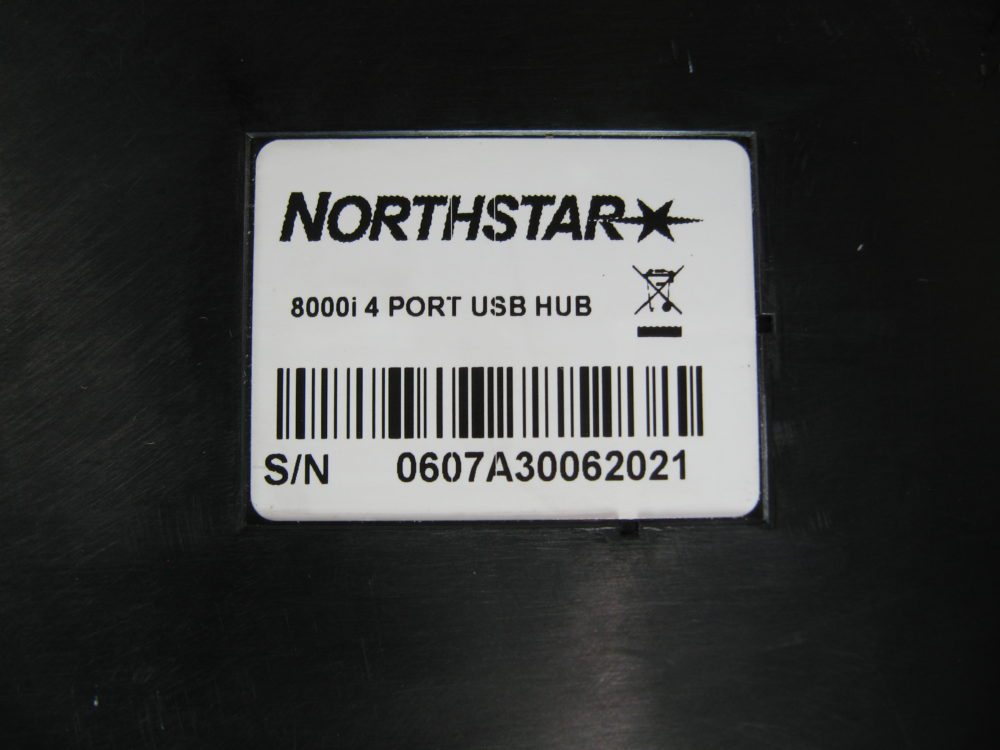 NORTHSTAR
8000i 4 PORT USB HUB
S/N 0607A30062021